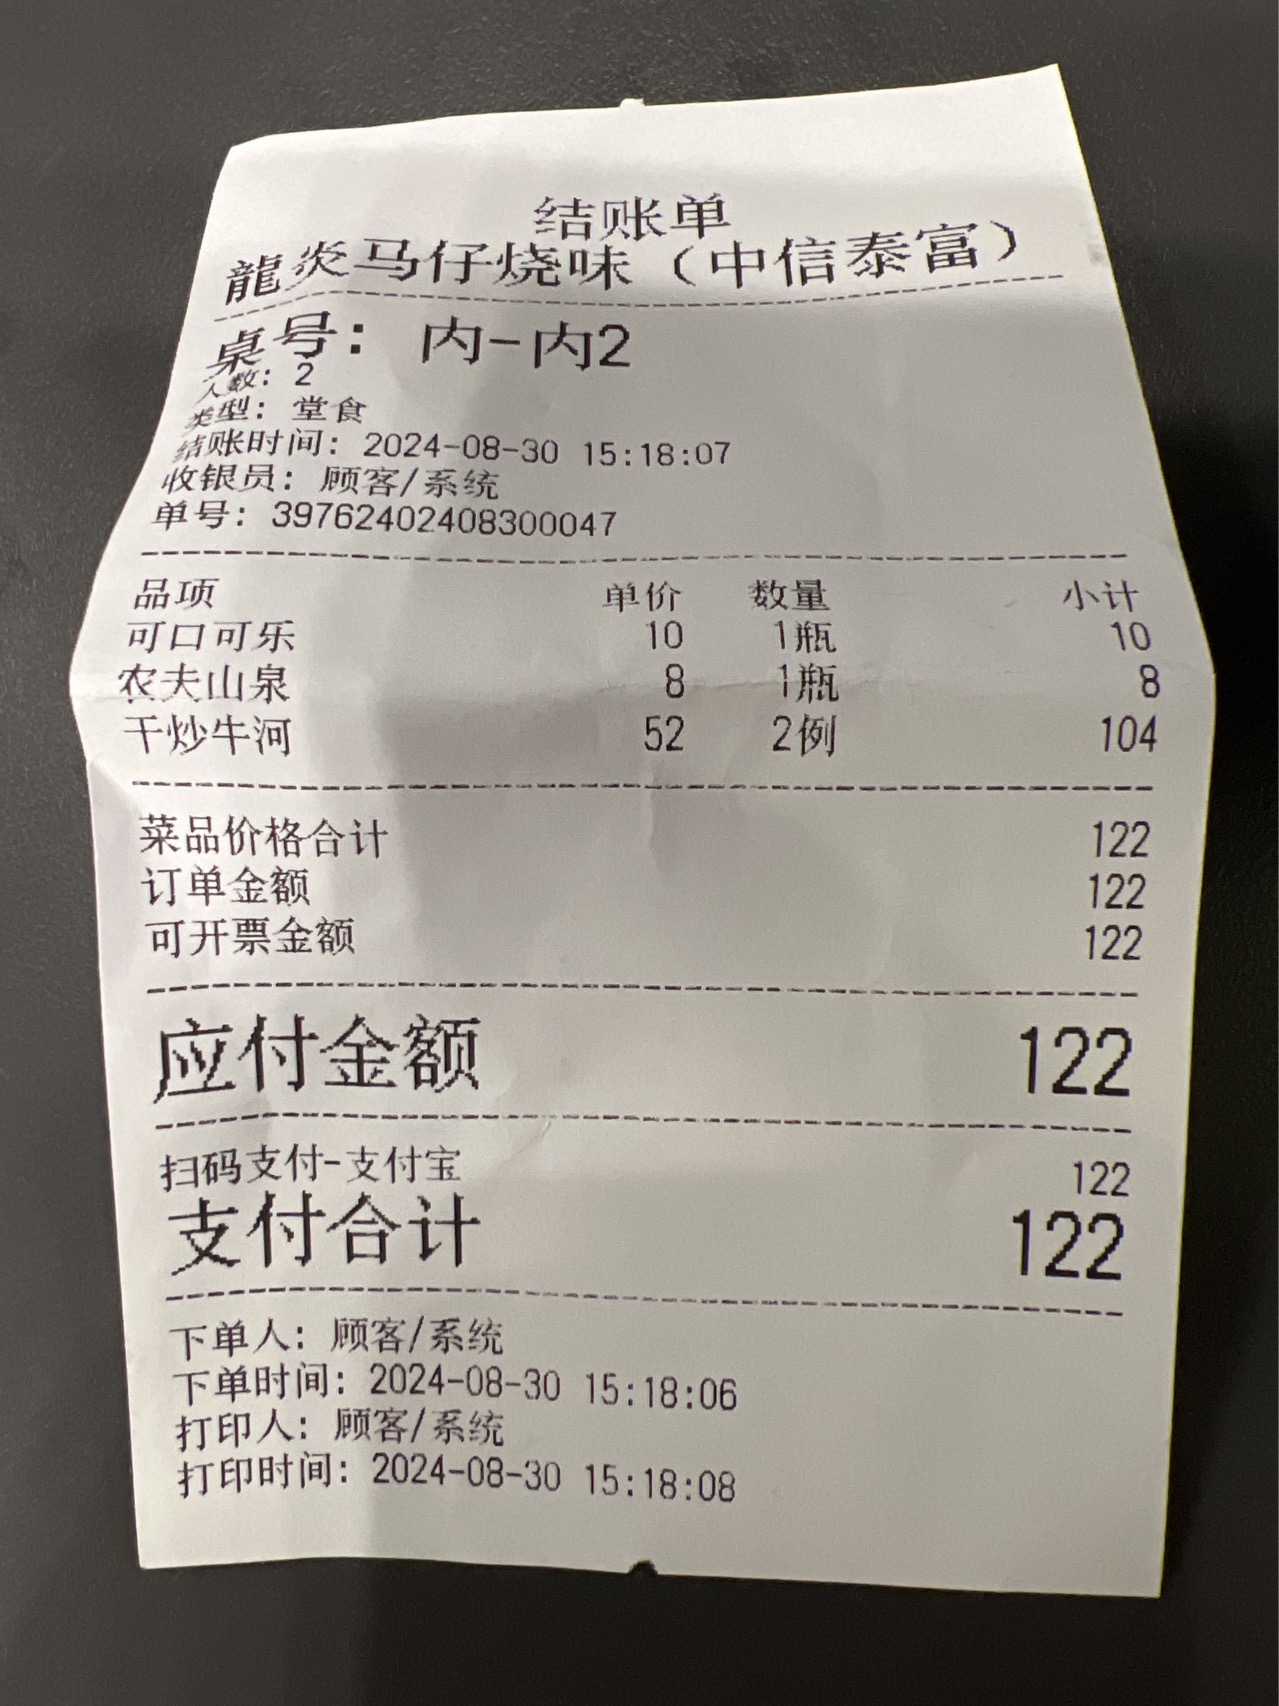 结账单
龍炎马仔烧味（中信泰富）
桌号： 内-内2
人数：2
类型：堂食
结账时间：2024-08-30 15:18:07
收银员：顾客/系统
单号：39762402408300047
品项 单价 数量 小计
可口可乐 10 1瓶 10
农夫山泉 8 1瓶 8
干炒牛河 52 2例 104
菜品价格合计 122
订单金额 122
可开票金额 122
应付金额 122
扫码支付-支付宝 122
支付合计 122
下单人：顾客/系统
下单时间：2024-08-30 15:18:06
打印人：顾客/系统
打印时间：2024-08-30 15:18:08